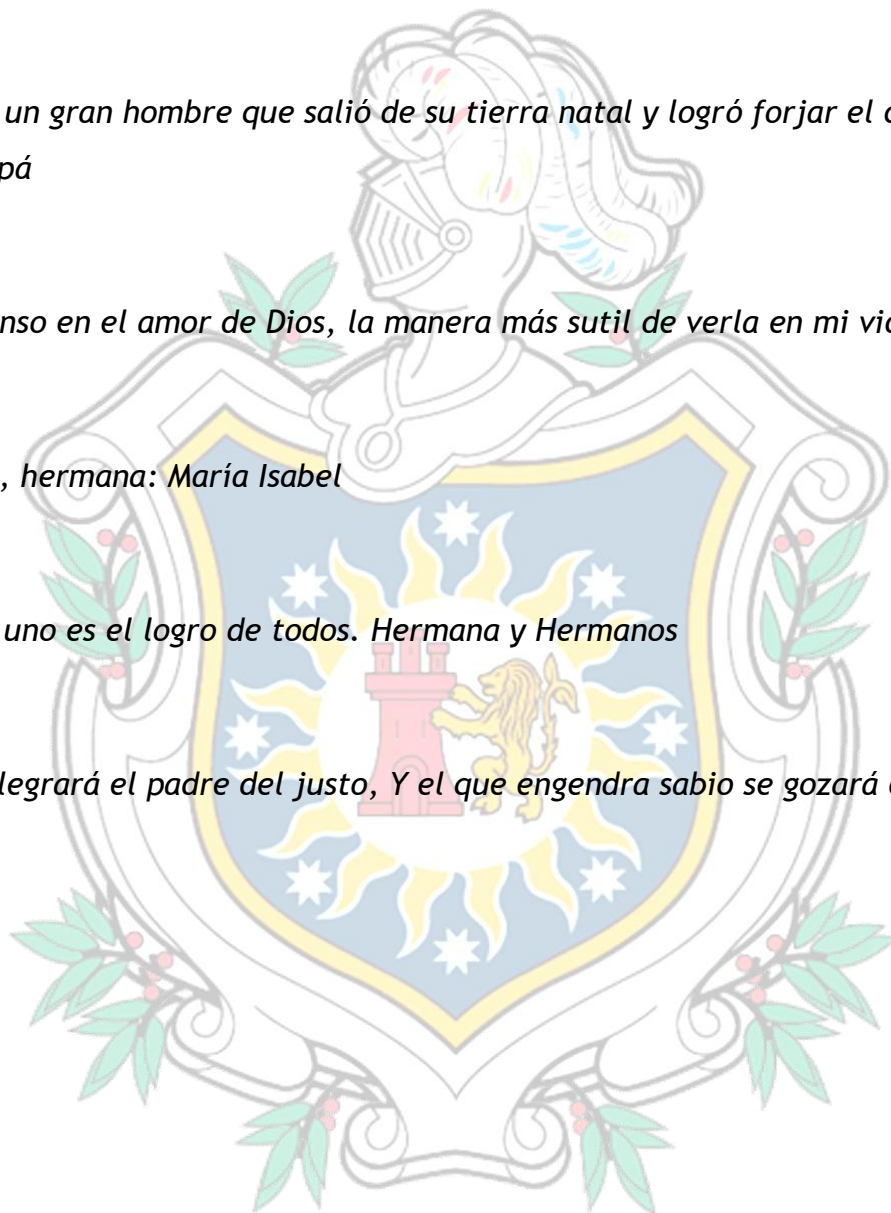 un gran hombre que salió de su tierra natal y logró forjar el
pá
nso en el amor de Dios, la manera más sutil de verla en mi
, hermana: María Isabel
uno es el logro de todos. Hermana y Hermanos
legrará el padre del justo, Y el que engendra sabio se gozará